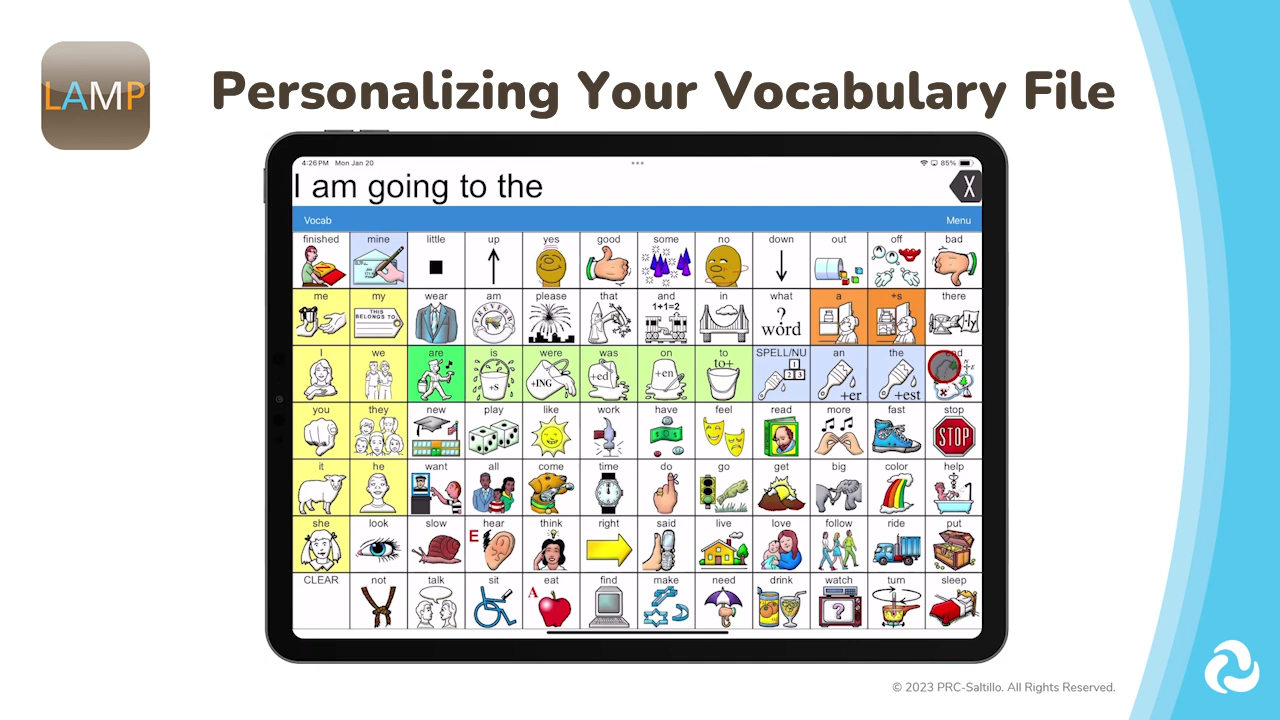 LAMP
Personalizing Your Vocabulary File
4:26 PM Mon Jan 20
85%
I am going to the
X
Vocab Menu
finished mine little up yes good some no down out off bad
me my wear am please that and in what a +s there
THIS BELONGS TO
1+1=2
? word
I we are is were was on to SPELL/NU an the
+s +ING +ed +en to+ 1 2 3 +er +est
you they new play like work have feel read more fast stop
STOP
it he want all come time do go get big color help
she look slow hear think right said live love follow ride put
E
CLEAR not talk sit eat find make need drink watch turn sleep
A ?
© 2023 PRC-Saltillo. All Rights Reserved.